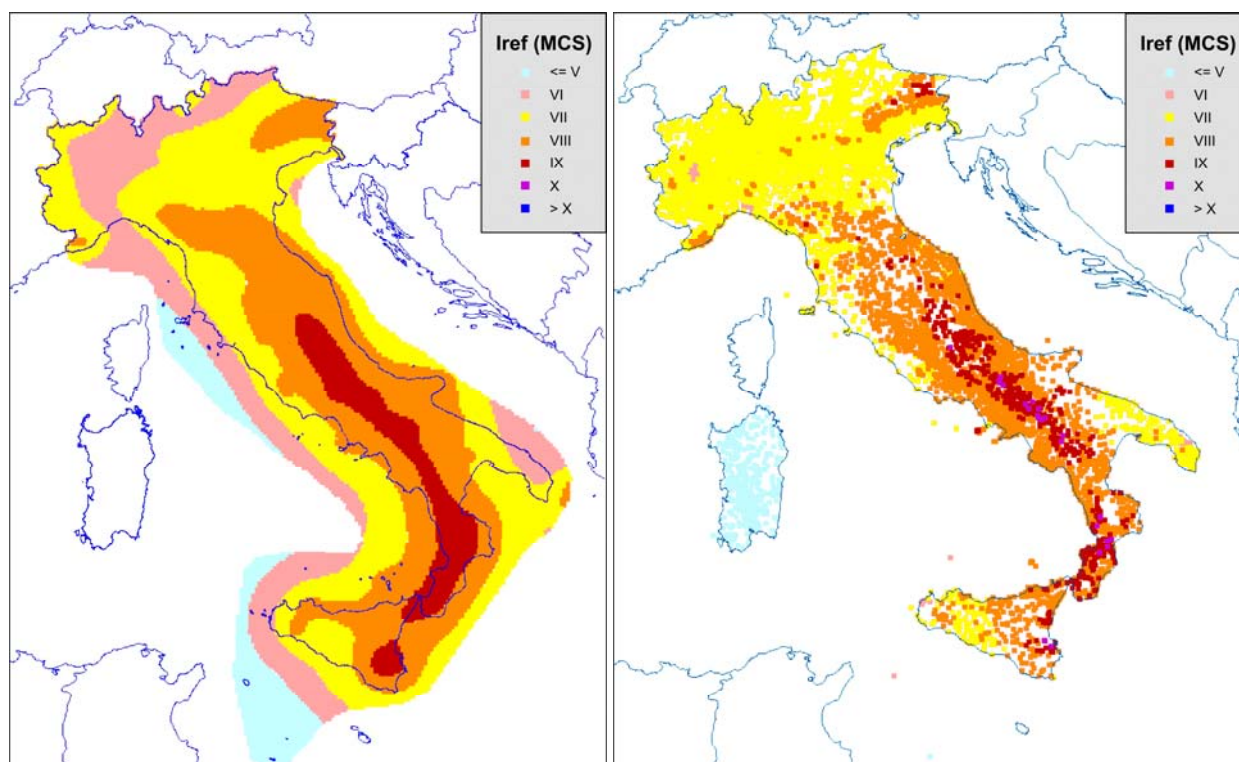 Iref (MCS)
<= V
VI
VII
VIII
IX
X
> X
Iref (MCS)
<= V
VI
VII
VIII
IX
X
> X